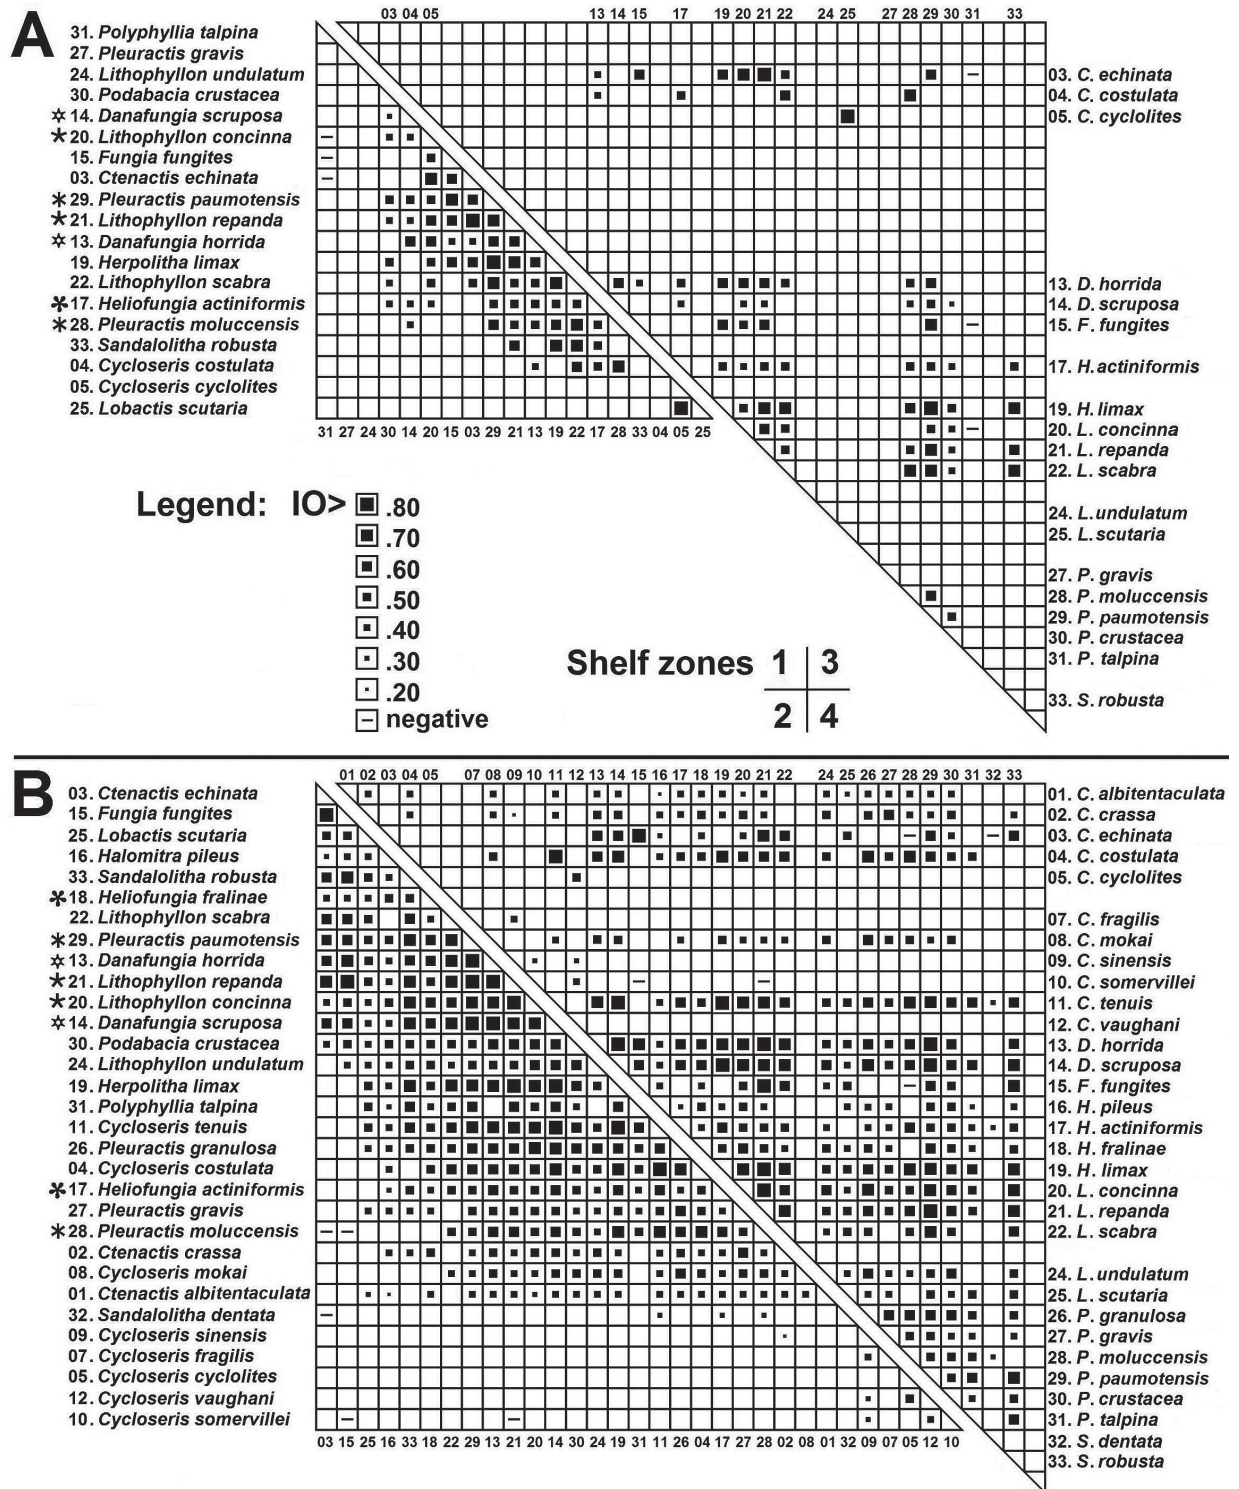 A
03 04 05 13 14 15 17 19 20 21 22 24 25 27 28 29 30 31 33
31. Polyphyllia talpina
27. Pleuractis gravis
24. Lithophyllon undulatum 03. C. echinata
30. Podabacia crustacea 04. C. costulata
14. Danafungia scruposa 05. C. cyclolites
20. Lithophyllon concinna
15. Fungia fungites
03. Ctenactis echinata
29. Pleuractis paumotensis
21. Lithophyllon repanda
13. Danafungia horrida
19. Herpolitha limax
22. Lithophyllon scabra 13. D. horrida
17. Heliofungia actiniformis 14. D. scruposa
28. Pleuractis moluccensis 15. F. fungites
33. Sandalolitha robusta
04. Cycloseris costulata 17. H. actiniformis
05. Cycloseris cyclolites
25. Lobactis scutaria 19. H. limax
31 27 24 30 14 20 15 03 29 21 13 19 22 17 28 33 04 05 25 20. L. concinna
21. L. repanda
22. L. scabra
24. L. undulatum
25. L. scutaria
27. P. gravis
28. P. moluccensis
29. P. paumotensis
30. P. crustacea
31. P. talpina
33. S. robusta
Legend: IO> .80
.70
.60
.50
.40
.30
.20
– negative
Shelf zones 1 3
2 4
B
01 02 03 04 05 07 08 09 10 11 12 13 14 15 16 17 18 19 20 21 22 24 25 26 27 28 29 30 31 32 33
03. Ctenactis echinata 01. C. albitentaculata
15. Fungia fungites 02. C. crassa
25. Lobactis scutaria 03. C. echinata
16. Halomitra pileus 04. C. costulata
33. Sandalolitha robusta 05. C. cyclolites
18. Heliofungia fralinae
22. Lithophyllon scabra 07. C. fragilis
29. Pleuractis paumotensis 08. C. mokai
13. Danafungia horrida 09. C. sinensis
21. Lithophyllon repanda 10. C. somervillei
20. Lithophyllon concinna 11. C. tenuis
14. Danafungia scruposa 12. C. vaughani
30. Podabacia crustacea 13. D. horrida
24. Lithophyllon undulatum 14. D. scruposa
19. Herpolitha limax 15. F. fungites
31. Polyphyllia talpina 16. H. pileus
11. Cycloseris tenuis 17. H. actiniformis
26. Pleuractis granulosa 18. H. fralinae
04. Cycloseris costulata 19. H. limax
17. Heliofungia actiniformis 20. L. concinna
27. Pleuractis gravis 21. L. repanda
28. Pleuractis moluccensis 22. L. scabra
02. Ctenactis crassa
08. Cycloseris mokai 24. L. undulatum
01. Ctenactis albitentaculata 25. L. scutaria
32. Sandalolitha dentata 26. P. granulosa
09. Cycloseris sinensis 27. P. gravis
07. Cycloseris fragilis 28. P. moluccensis
05. Cycloseris cyclolites 29. P. paumotensis
12. Cycloseris vaughani 30. P. crustacea
10. Cycloseris somervillei 31. P. talpina
03 15 25 16 33 18 22 29 13 21 20 14 30 24 19 31 11 26 04 17 27 28 02 08 01 32 09 07 05 12 10 32. S. dentata
33. S. robusta